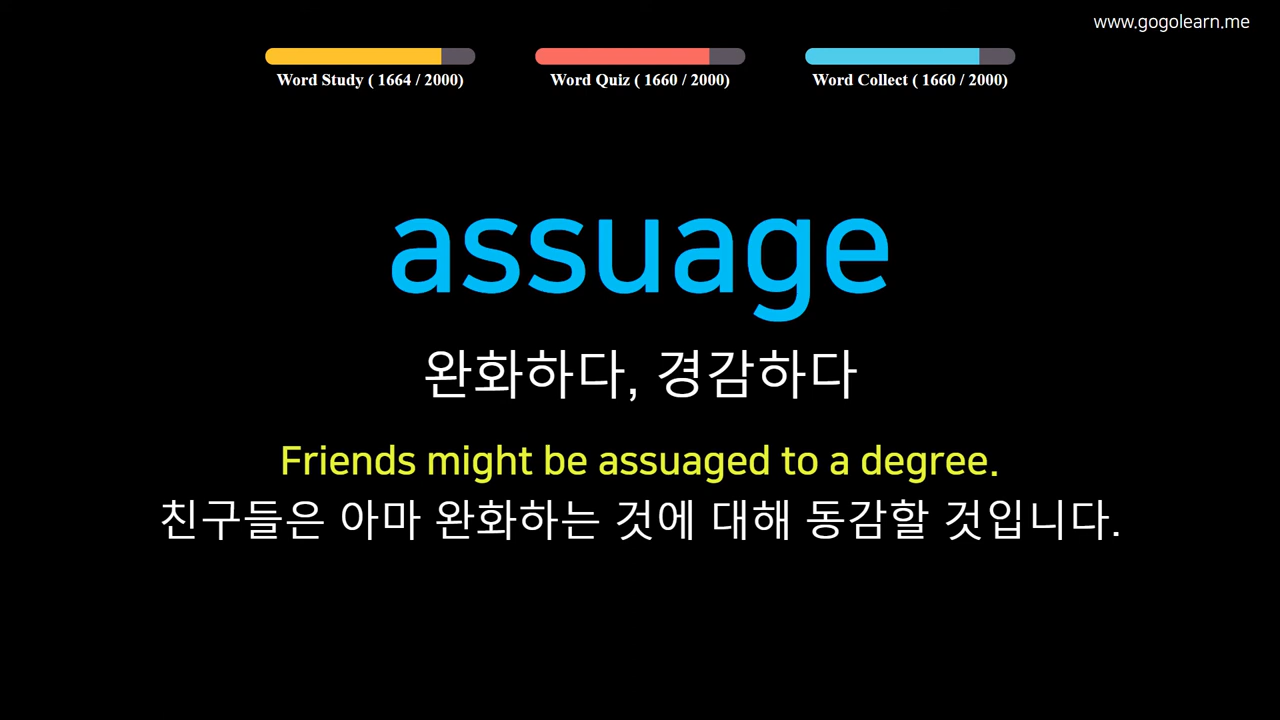 www.gogolearn.me
Word Study ( 1664 / 2000) Word Quiz ( 1660 / 2000) Word Collect ( 1660 / 2000)
assuage
완화하다, 경감하다
Friends might be assuaged to a degree.
친구들은 아마 완화하는 것에 대해 동감할 것입니다.